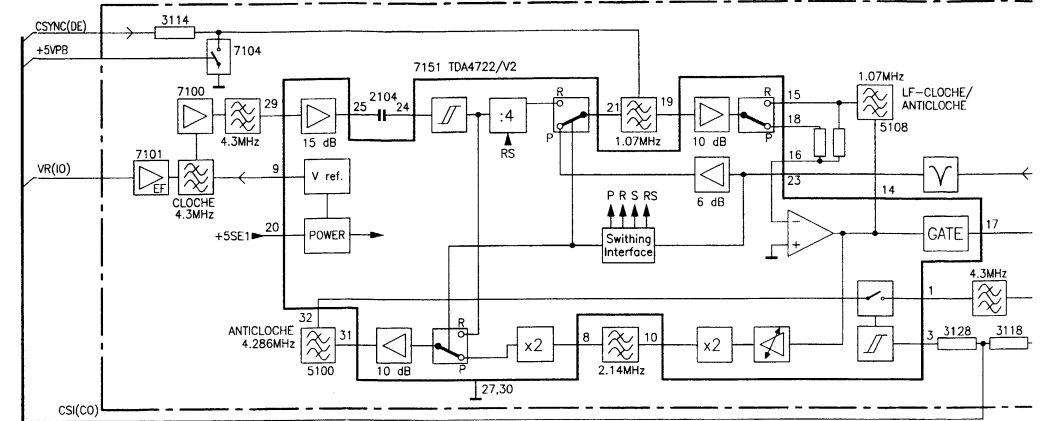 CSYNC(DE)
3114
+5VPB
7104
7151 TDA4722/V2
1.07MHz
LF-CLOCHE/
ANTICLOCHE
5108
7100
29
4.3MHz
15 dB
25
2104
24
:4
RS
R
P
21
19
1.07MHz
10 dB
R
P
15
18
16
23
14
VR(IO)
7101
EF
CLOCHE
4.3MHz
9
V ref.
6 dB
20
+5SE1
POWER
P R S RS
Swithing
Interface
-
+
GATE
17
32
ANTICLOCHE
4.286MHz
5100
31
10 dB
R
P
x2
8
2.14MHz
10
x2
1
4.3MHz
3
3128
3118
27,30
CSI(CO)